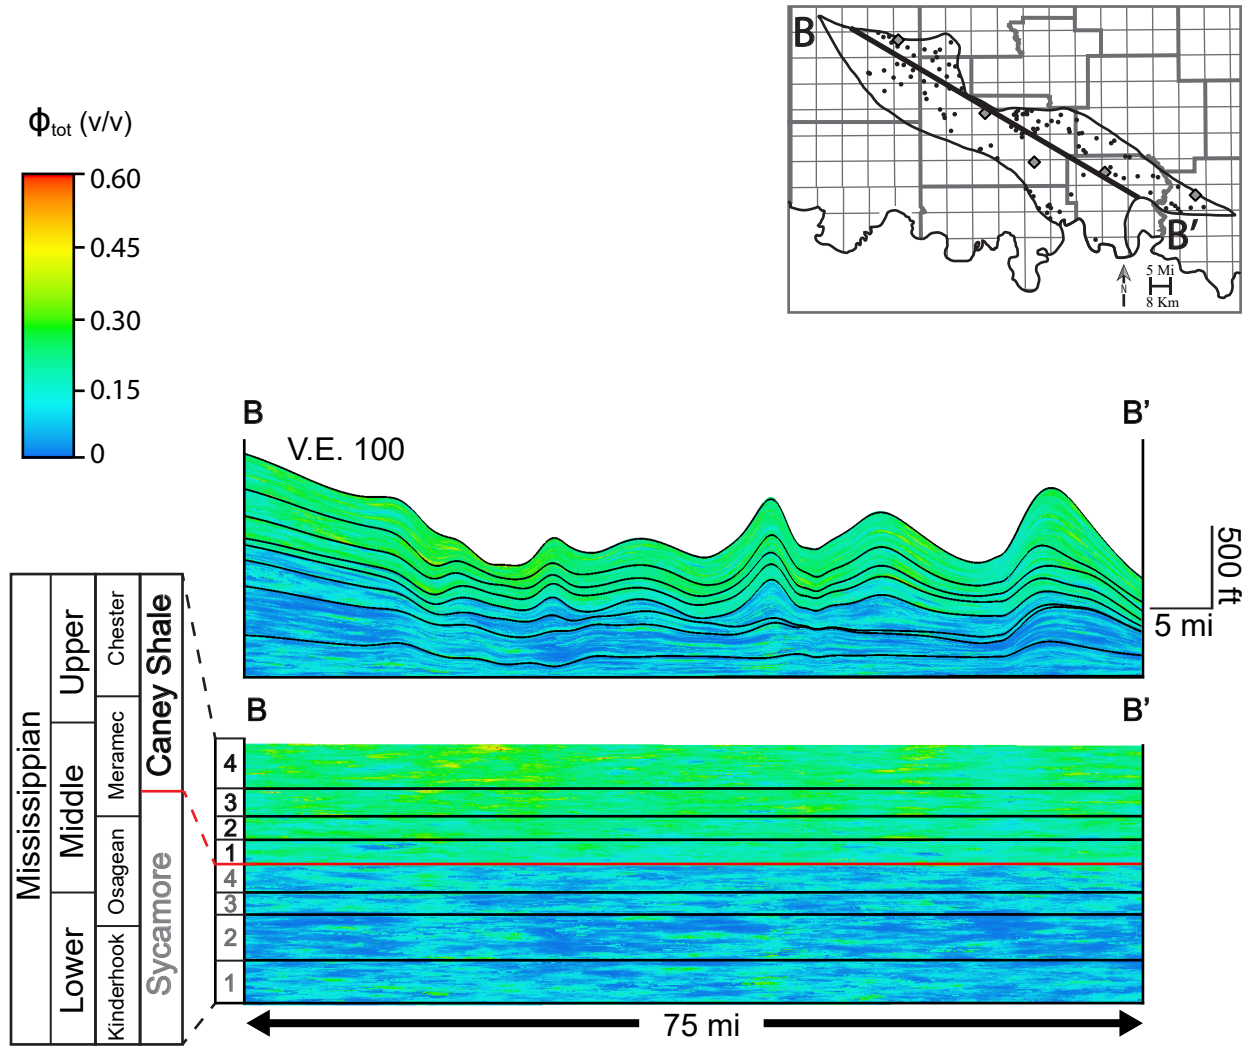 B
B'
5 Mi
N
8 Km
ϕtot (v/v)
0.60
0.45
0.30
0.15
0
B
B’
V.E. 100
500 ft
5 mi
B
B’
Mississippian
Upper
Middle
Lower
Chester
Meramec
Osagean
Kinderhook
Caney Shale
Sycamore
4
3
2
1
4
3
2
1
75 mi